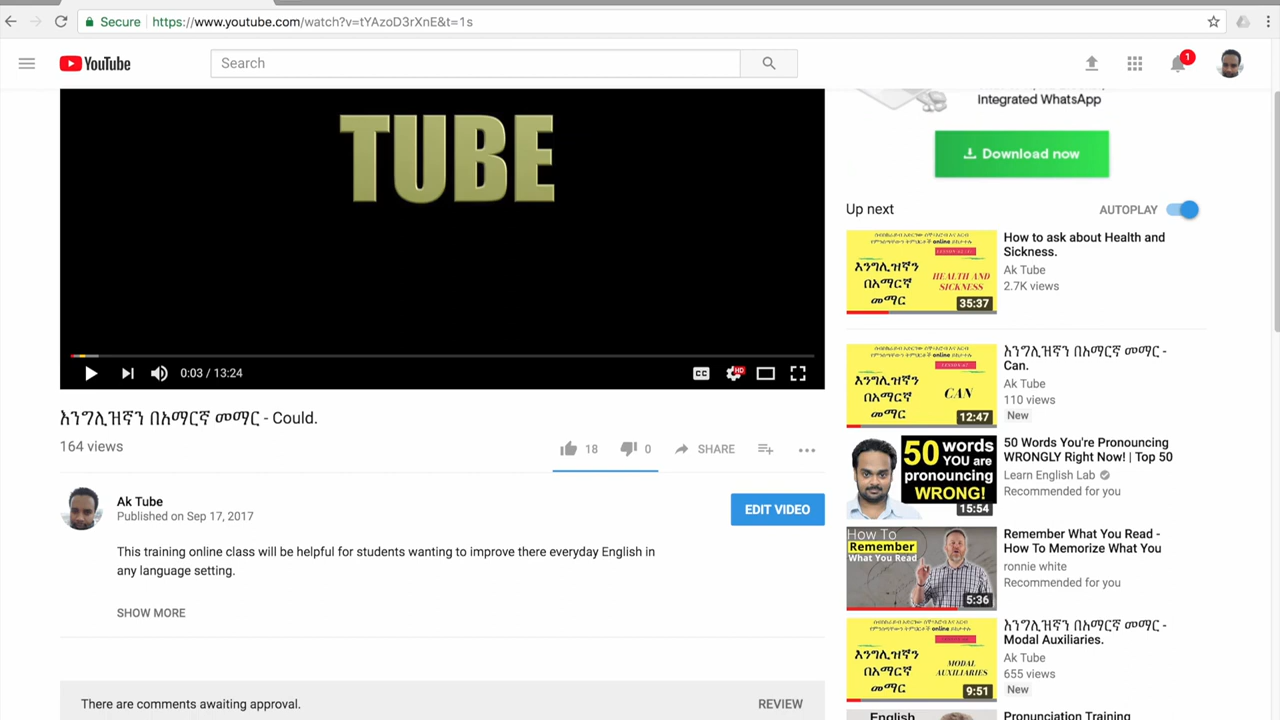 Secure
https://www.youtube.com/watch?v=tYAzoD3rXnE&t=1s
YouTube
Search
1
TUBE
0:03 / 13:24
CC
HD
እንግሊዝኛን በአማርኛ መማር - Could.
164 views
18
0
SHARE
Ak Tube
Published on Sep 17, 2017
EDIT VIDEO
This training online class will be helpful for students wanting to improve there everyday English in
any language setting.
SHOW MORE
There are comments awaiting approval.
REVIEW
Integrated WhatsApp
Download now
Up next
AUTOPLAY
እንግሊዝኛን
በአማርኛ
መማር
HEALTH AND
SICKNESS
35:37
How to ask about Health and
Sickness.
Ak Tube
2.7K views
እንግሊዝኛን
በአማርኛ
መማር
CAN
12:47
እንግሊዝኛን በአማርኛ መማር -
Can.
Ak Tube
110 views
New
50 words
YOU are
pronouncing
WRONG!
15:54
50 Words You're Pronouncing
WRONGLY Right Now! | Top 50
Learn English Lab
Recommended for you
How To
Remember
What You Read
5:36
Remember What You Read -
How To Memorize What You
ronnie white
Recommended for you
እንግሊዝኛን
በአማርኛ
መማር
MODAL
AUXILIARIES
9:51
እንግሊዝኛን በአማርኛ መማር -
Modal Auxiliaries.
Ak Tube
655 views
New
English
Pronunciation Training